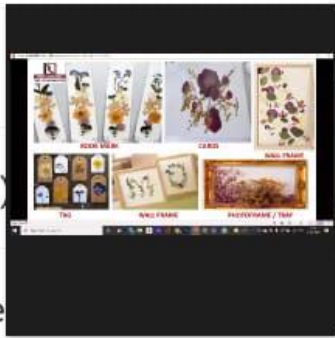 BOOK MARK
CARDS
WALL FRAME
TAG
WALL FRAME
PHOTOFRAME / TRAY
)
e